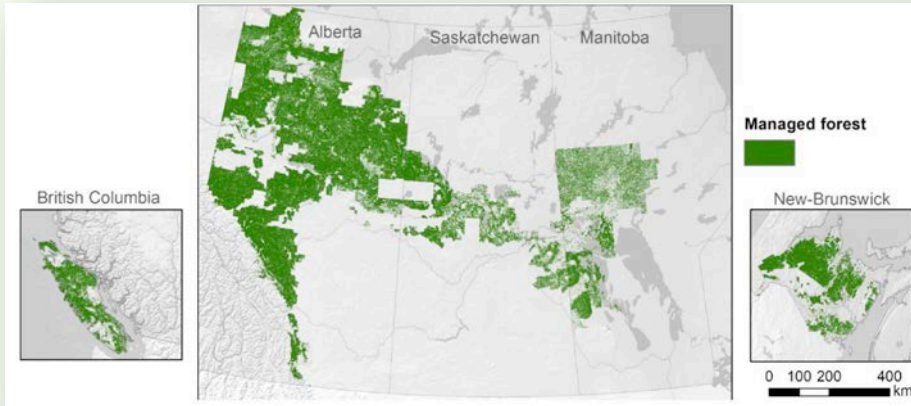 Alberta
Saskatchewan
Manitoba
Managed forest
British Columbia
New-Brunswick
0 100 200 400
km